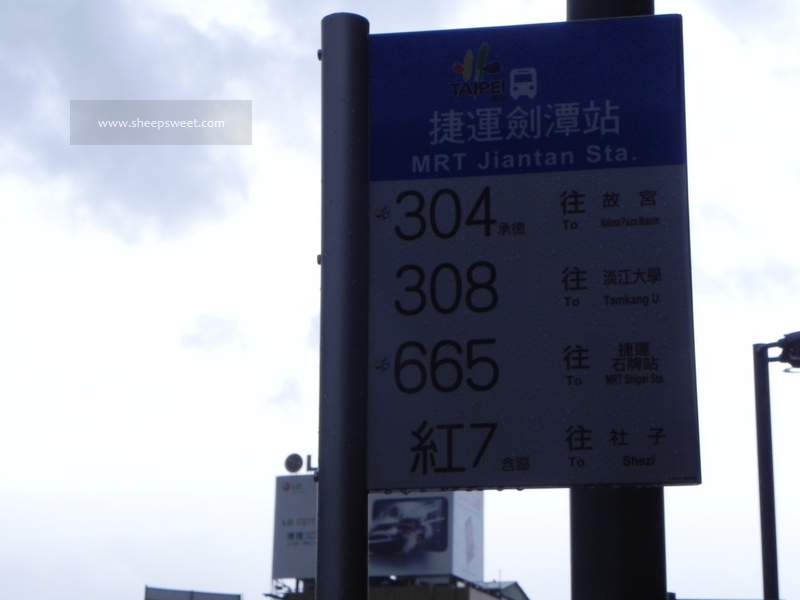 www.sheepsweet.com
TAIPEI
捷運劍潭站
MRT Jiantan Sta.
304 承德 往 故宮
To National Palace Museum
308 往 淡江大學
To Tamkang U.
665 往 捷運
石牌站
To MRT Shipai Sta.
紅7 往 社子
To Shezi
LG